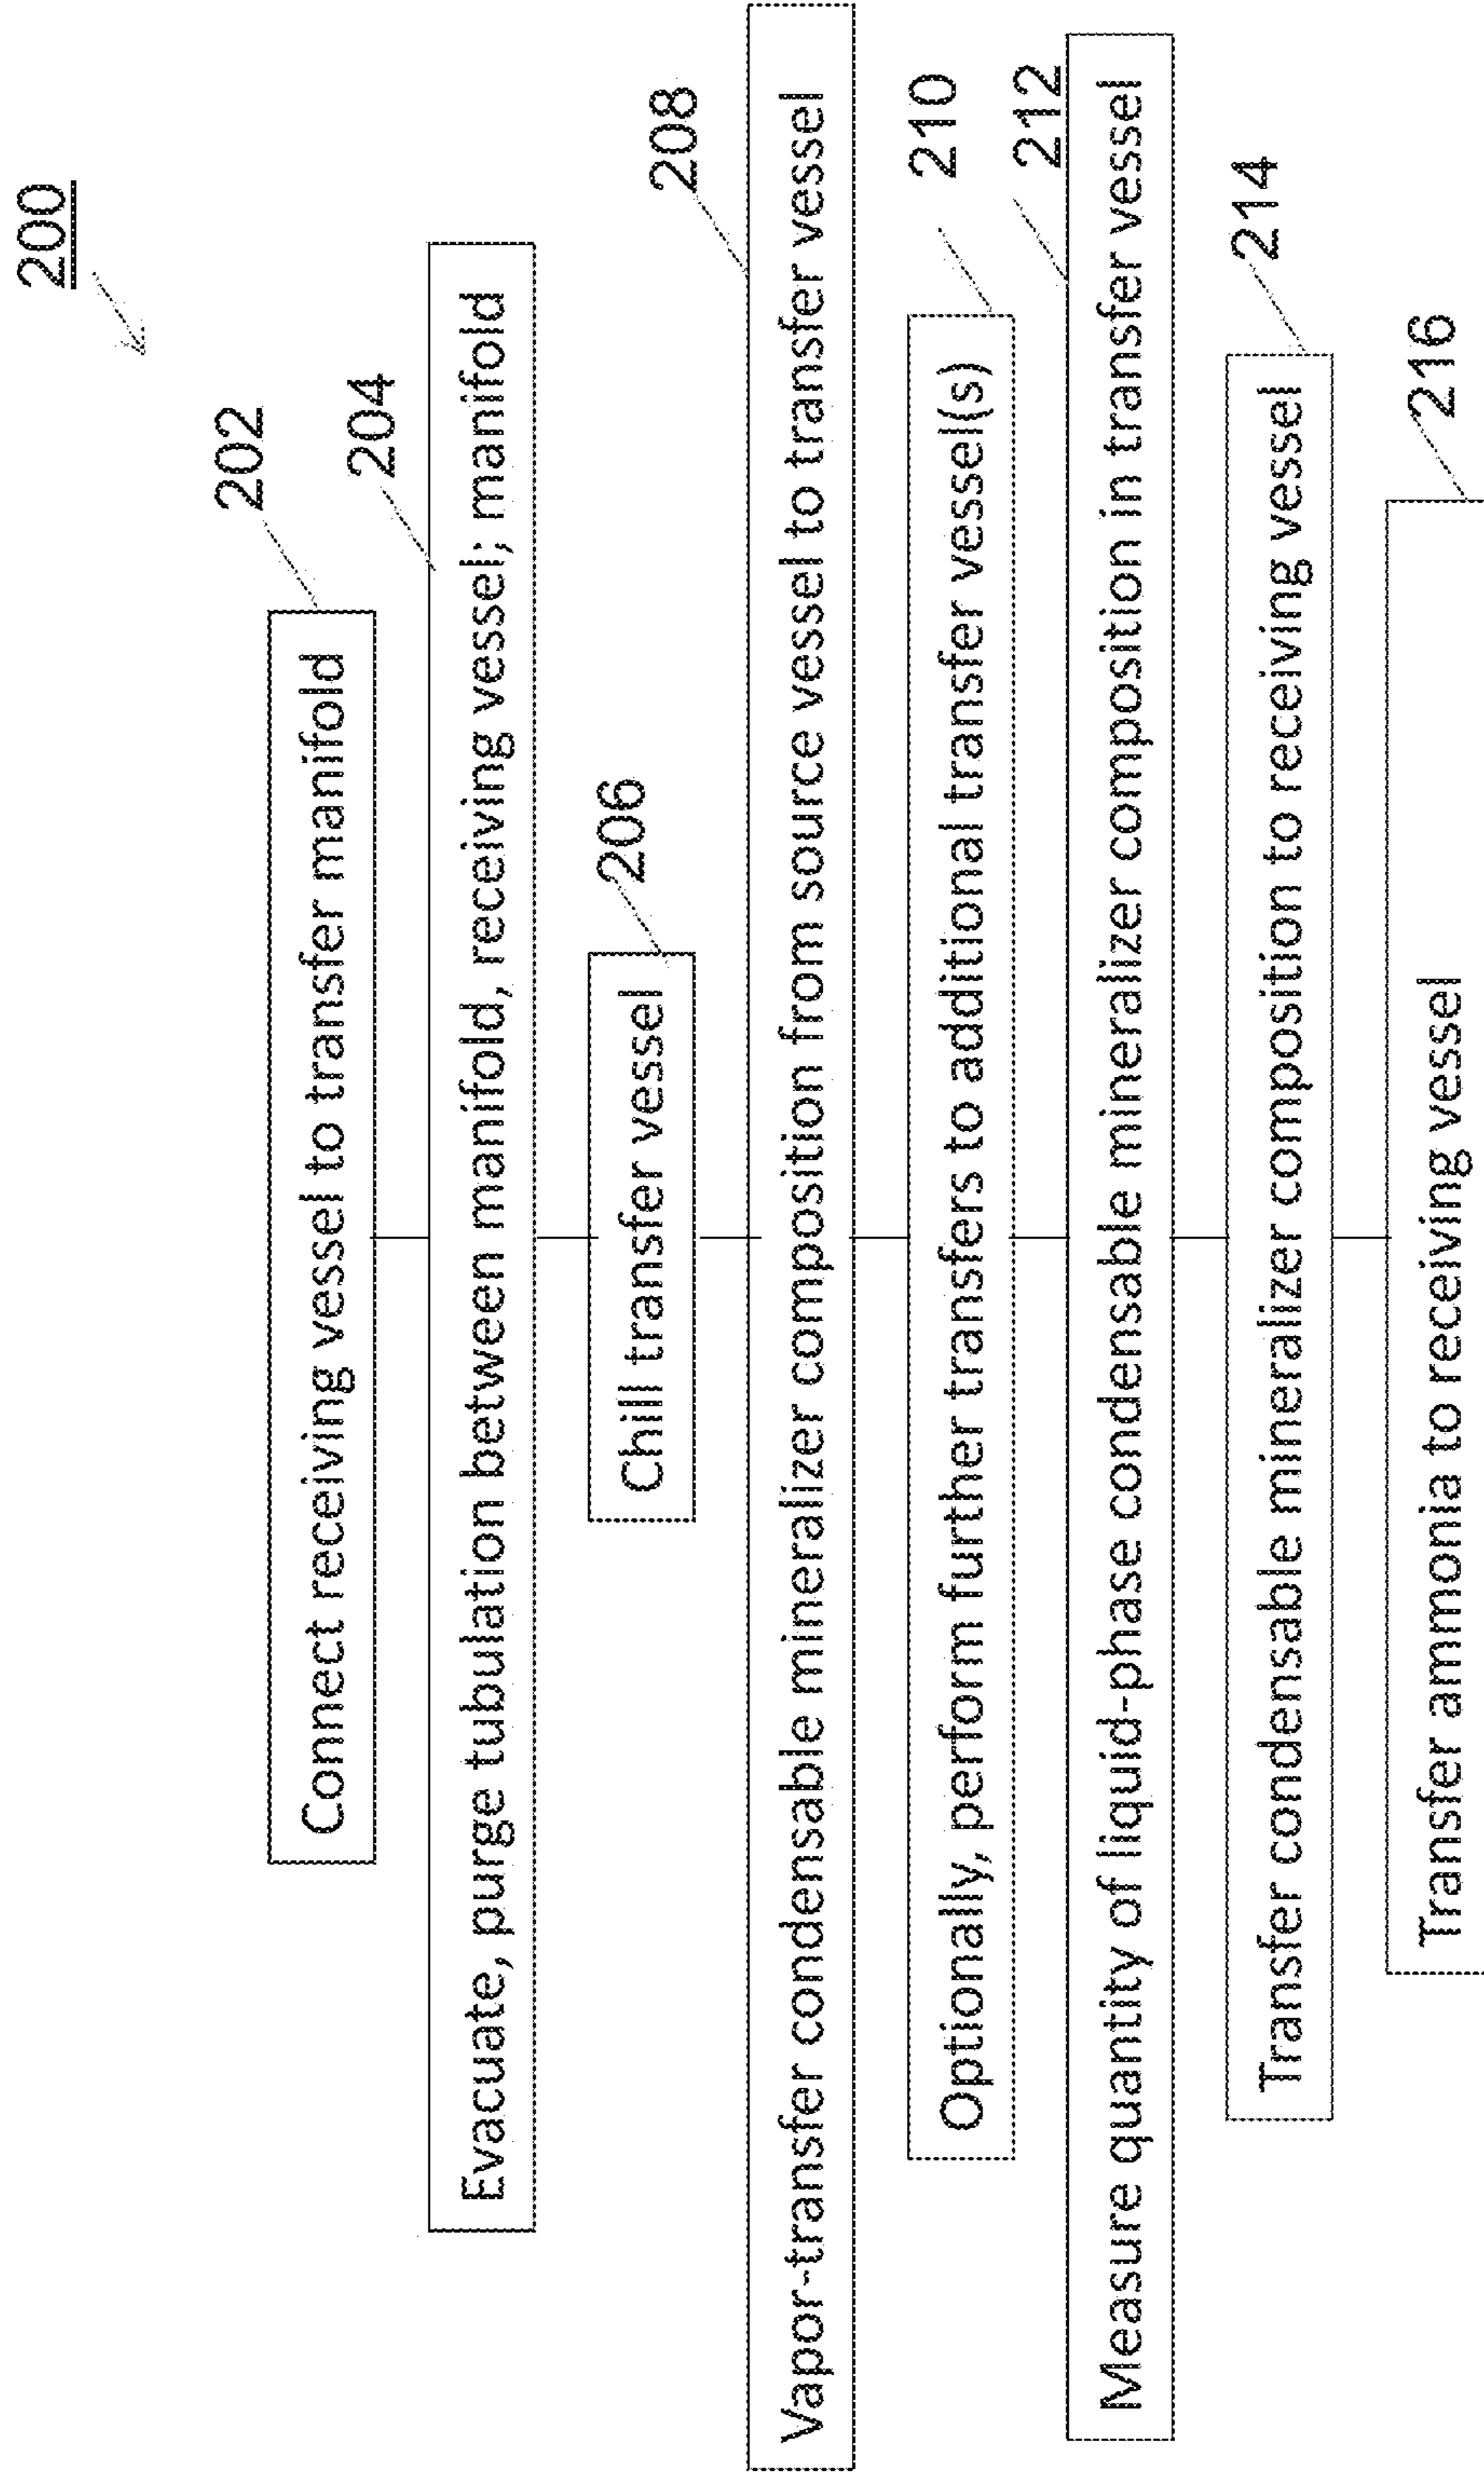 200
202
Connect receiving vessel to transfer manifold
204
Evacuate, purge tubulation between manifold, receiving vessel; manifold
206
Chill transfer vessel
208
Vapor-transfer condensable mineralizer composition from source vessel to transfer vessel
210
Optionally, perform further transfers to additional transfer vessel(s)
212
Measure quantity of liquid-phase condensable mineralizer composition in transfer vessel
214
Transfer condensable mineralizer composition to receiving vessel
216
Transfer ammonia to receiving vessel